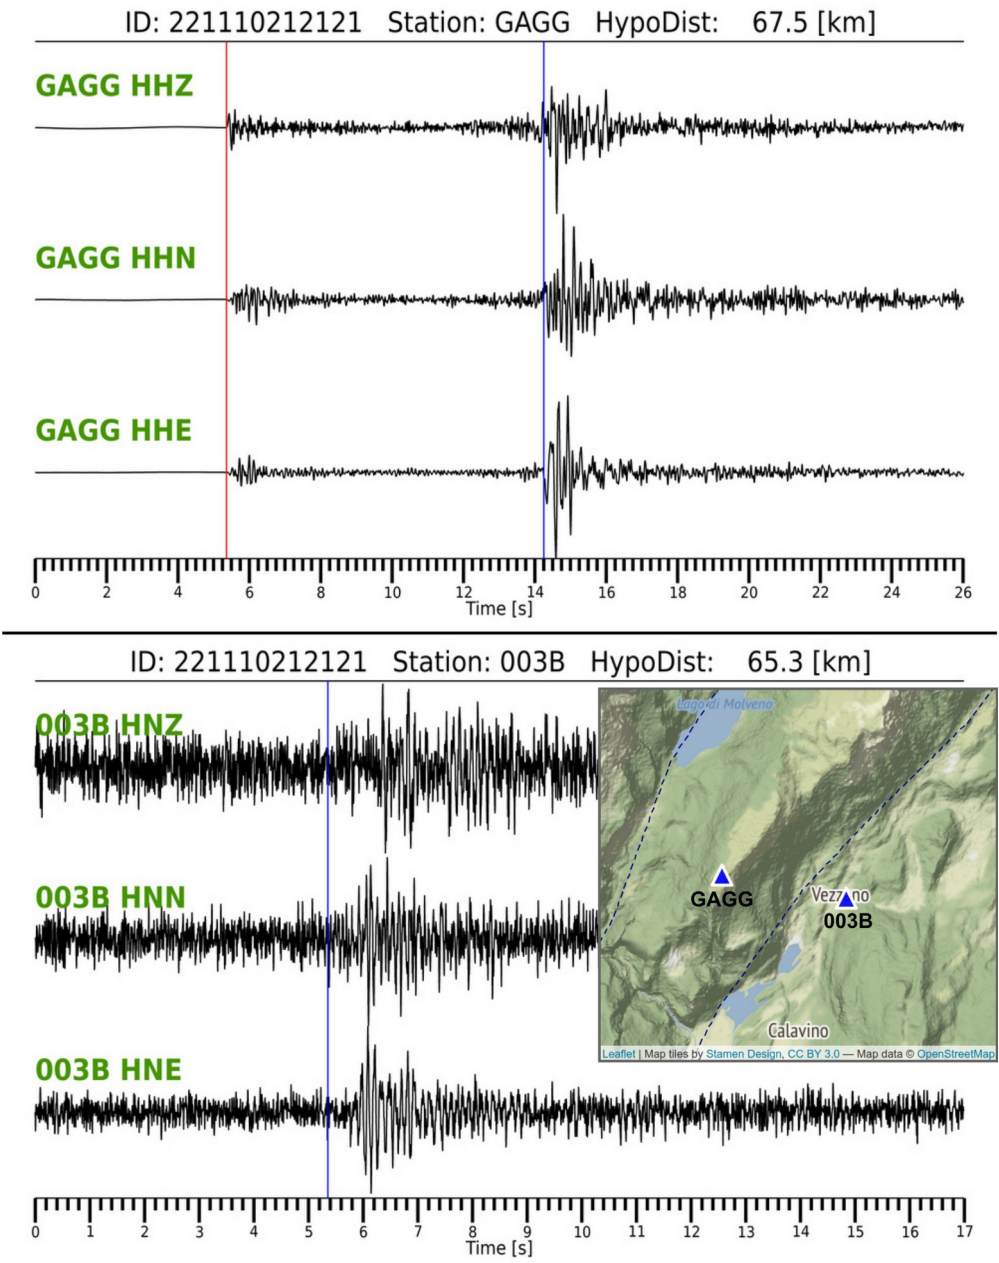 ID: 221110212121 Station: GAGG HypoDist: 67.5 [km]
GAGG HHZ
GAGG HHN
GAGG HHE
0 2 4 6 8 10 12 14 16 18 20 22 24 26
Time [s]
ID: 221110212121 Station: 003B HypoDist: 65.3 [km]
003B HNZ
003B HNN
003B HNE
Lago di Molveno
GAGG
Vezzano
003B
Calavino
Leaflet | Map tiles by Stamen Design, CC BY 3.0 — Map data © OpenStreetMap
0 1 2 3 4 5 6 7 8 9 10 11 12 13 14 15 16 17
Time [s]